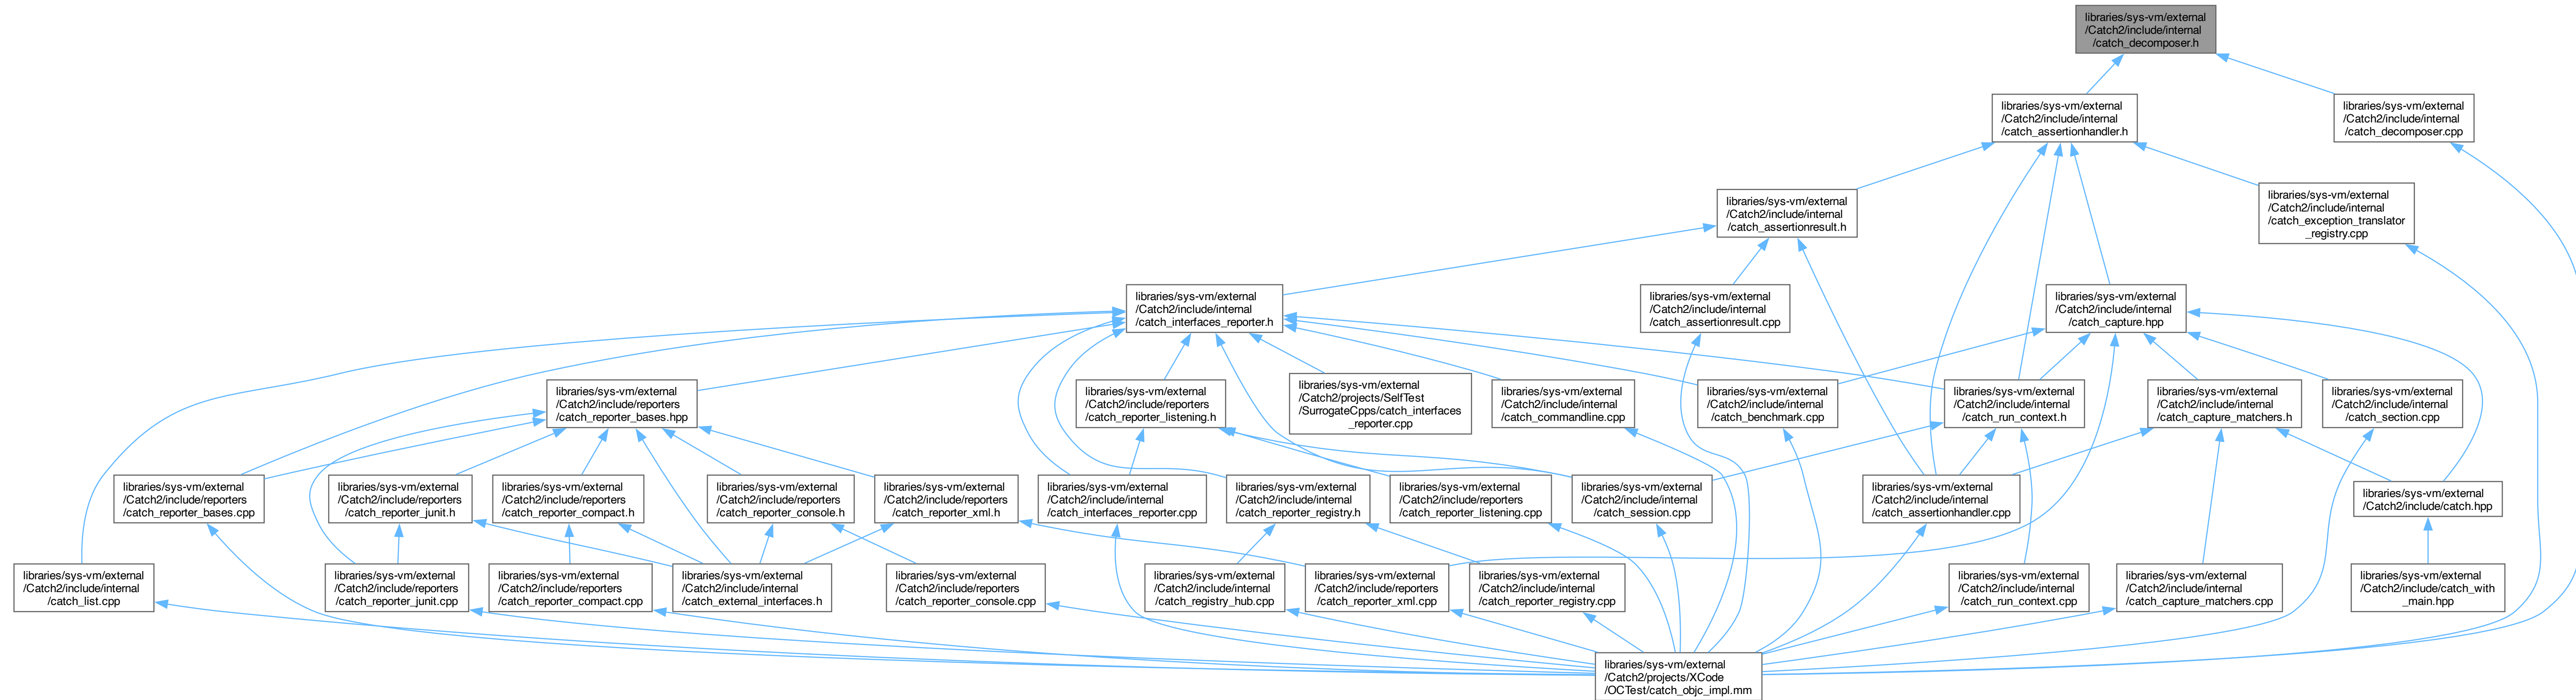 libraries/sys-vm/external
/Catch2/include/internal
/catch_decomposer.h
libraries/sys-vm/external
/Catch2/include/internal
/catch_assertionhandler.h
libraries/sys-vm/external
/Catch2/include/internal
/catch_decomposer.cpp
libraries/sys-vm/external
/Catch2/include/internal
/catch_assertionresult.h
libraries/sys-vm/external
/Catch2/include/internal
/catch_exception_translator
_registry.cpp
libraries/sys-vm/external
/Catch2/include/internal
/catch_interfaces_reporter.h
libraries/sys-vm/external
/Catch2/include/internal
/catch_assertionresult.cpp
libraries/sys-vm/external
/Catch2/include/internal
/catch_capture.hpp
libraries/sys-vm/external
/Catch2/include/reporters
/catch_reporter_bases.hpp
libraries/sys-vm/external
/Catch2/include/reporters
/catch_reporter_listening.h
libraries/sys-vm/external
/Catch2/projects/SelfTest
/SurrogateCpps/catch_interfaces
_reporter.cpp
libraries/sys-vm/external
/Catch2/include/internal
/catch_commandline.cpp
libraries/sys-vm/external
/Catch2/include/internal
/catch_benchmark.cpp
libraries/sys-vm/external
/Catch2/include/internal
/catch_run_context.h
libraries/sys-vm/external
/Catch2/include/internal
/catch_capture_matchers.h
libraries/sys-vm/external
/Catch2/include/internal
/catch_section.cpp
libraries/sys-vm/external
/Catch2/include/reporters
/catch_reporter_bases.cpp
libraries/sys-vm/external
/Catch2/include/reporters
/catch_reporter_junit.h
libraries/sys-vm/external
/Catch2/include/reporters
/catch_reporter_compact.h
libraries/sys-vm/external
/Catch2/include/reporters
/catch_reporter_console.h
libraries/sys-vm/external
/Catch2/include/reporters
/catch_reporter_xml.h
libraries/sys-vm/external
/Catch2/include/internal
/catch_interfaces_reporter.cpp
libraries/sys-vm/external
/Catch2/include/internal
/catch_reporter_registry.h
libraries/sys-vm/external
/Catch2/include/reporters
/catch_reporter_listening.cpp
libraries/sys-vm/external
/Catch2/include/internal
/catch_session.cpp
libraries/sys-vm/external
/Catch2/include/internal
/catch_assertionhandler.cpp
libraries/sys-vm/external
/Catch2/include/catch.hpp
libraries/sys-vm/external
/Catch2/include/internal
/catch_list.cpp
libraries/sys-vm/external
/Catch2/include/reporters
/catch_reporter_junit.cpp
libraries/sys-vm/external
/Catch2/include/reporters
/catch_reporter_compact.cpp
libraries/sys-vm/external
/Catch2/include/internal
/catch_external_interfaces.h
libraries/sys-vm/external
/Catch2/include/reporters
/catch_reporter_console.cpp
libraries/sys-vm/external
/Catch2/include/internal
/catch_registry_hub.cpp
libraries/sys-vm/external
/Catch2/include/reporters
/catch_reporter_xml.cpp
libraries/sys-vm/external
/Catch2/include/internal
/catch_reporter_registry.cpp
libraries/sys-vm/external
/Catch2/include/internal
/catch_run_context.cpp
libraries/sys-vm/external
/Catch2/include/internal
/catch_capture_matchers.cpp
libraries/sys-vm/external
/Catch2/include/catch_with
_main.hpp
libraries/sys-vm/external
/Catch2/projects/XCode
/OCTest/catch_objc_impl.mm